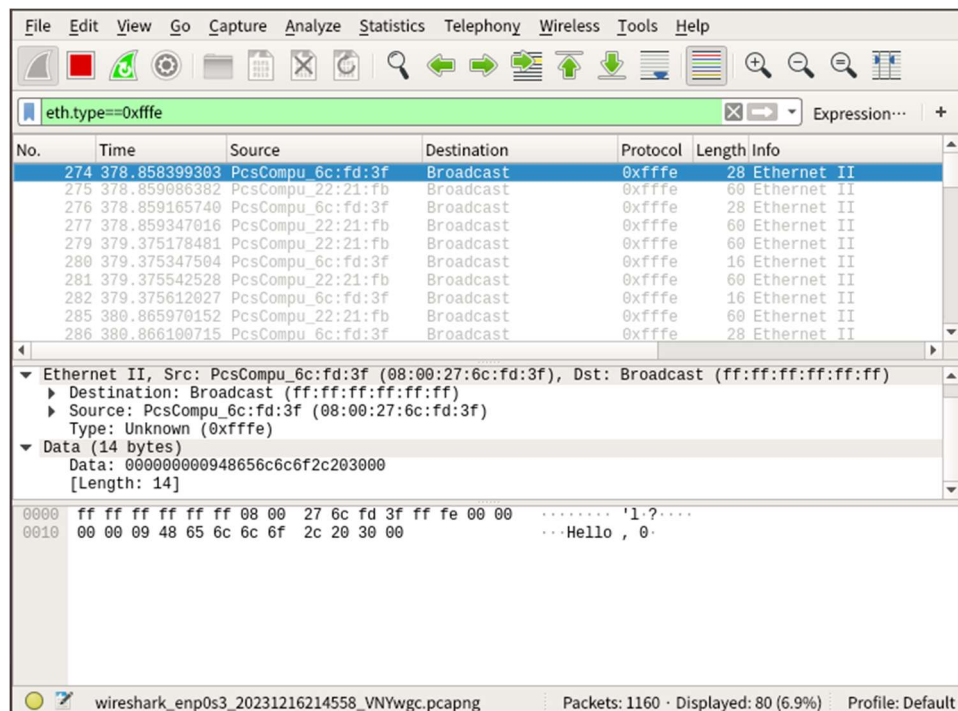 File Edit View Go Capture Analyze Statistics Telephony Wireless Tools Help
eth.type==0xfffe Expression… +
No. Time Source Destination Protocol Length Info
274 378.858399303 PcsCompu_6c:fd:3f Broadcast 0xfffe 28 Ethernet II
275 378.859086382 PcsCompu_22:21:fb Broadcast 0xfffe 60 Ethernet II
276 378.859165740 PcsCompu_6c:fd:3f Broadcast 0xfffe 28 Ethernet II
277 378.859347016 PcsCompu_22:21:fb Broadcast 0xfffe 60 Ethernet II
279 379.375178481 PcsCompu_22:21:fb Broadcast 0xfffe 60 Ethernet II
280 379.375347504 PcsCompu_6c:fd:3f Broadcast 0xfffe 16 Ethernet II
281 379.375542528 PcsCompu_22:21:fb Broadcast 0xfffe 60 Ethernet II
282 379.375612027 PcsCompu_6c:fd:3f Broadcast 0xfffe 16 Ethernet II
285 380.865970152 PcsCompu_22:21:fb Broadcast 0xfffe 60 Ethernet II
286 380.866100715 PcsCompu_6c:fd:3f Broadcast 0xfffe 28 Ethernet II
Ethernet II, Src: PcsCompu_6c:fd:3f (08:00:27:6c:fd:3f), Dst: Broadcast (ff:ff:ff:ff:ff:ff)
Destination: Broadcast (ff:ff:ff:ff:ff:ff)
Source: PcsCompu_6c:fd:3f (08:00:27:6c:fd:3f)
Type: Unknown (0xfffe)
Data (14 bytes)
Data: 000000000948656c6c6f2c203000
[Length: 14]
0000 ff ff ff ff ff ff 08 00 27 6c fd 3f ff fe 00 00 ········ 'l·?····
0010 00 00 09 48 65 6c 6c 6f 2c 20 30 00 ···Hello , 0·
wireshark_enp0s3_20231216214558_VNYwgc.pcapng Packets: 1160 · Displayed: 80 (6.9%) Profile: Default